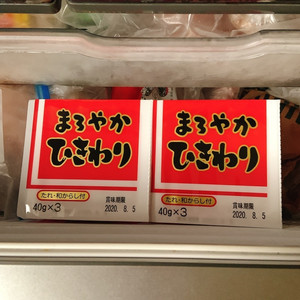 まろやか
ひきわり
たれ・和からし付
40g×3
賞味期限
2020. 8. 5
まろやか
ひきわり
たれ・和からし付
40g×3
賞味期限
2020. 8. 5